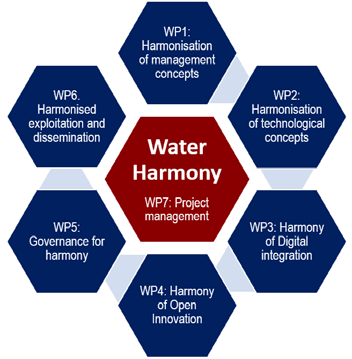 WP1:
Harmonisation
of management
concepts
WP2:
Harmonisation
of technological
concepts
WP3: Harmony
of Digital
integration
WP4: Harmony
of Open
Innovation
WP5:
Governance for
harmony
WP6.
Harmonised
exploitation and
dissemination
Water
Harmony
WP7: Project
management